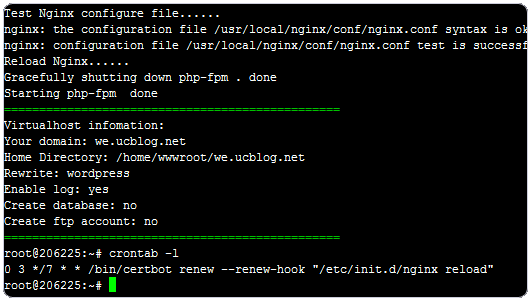 Test Nginx configure file......
nginx: the configuration file /usr/local/nginx/conf/nginx.conf syntax is ok
nginx: configuration file /usr/local/nginx/conf/nginx.conf test is successf
Reload Nginx......
Gracefully shutting down php-fpm . done
Starting php-fpm  done
================================================
Virtualhost infomation:
Your domain: we.ucblog.net
Home Directory: /home/wwwroot/we.ucblog.net
Rewrite: wordpress
Enable log: yes
Create database: no
Create ftp account: no
================================================
root@206225:~# crontab -l
0 3 */7 * * /bin/certbot renew --renew-hook "/etc/init.d/nginx reload"
root@206225:~#